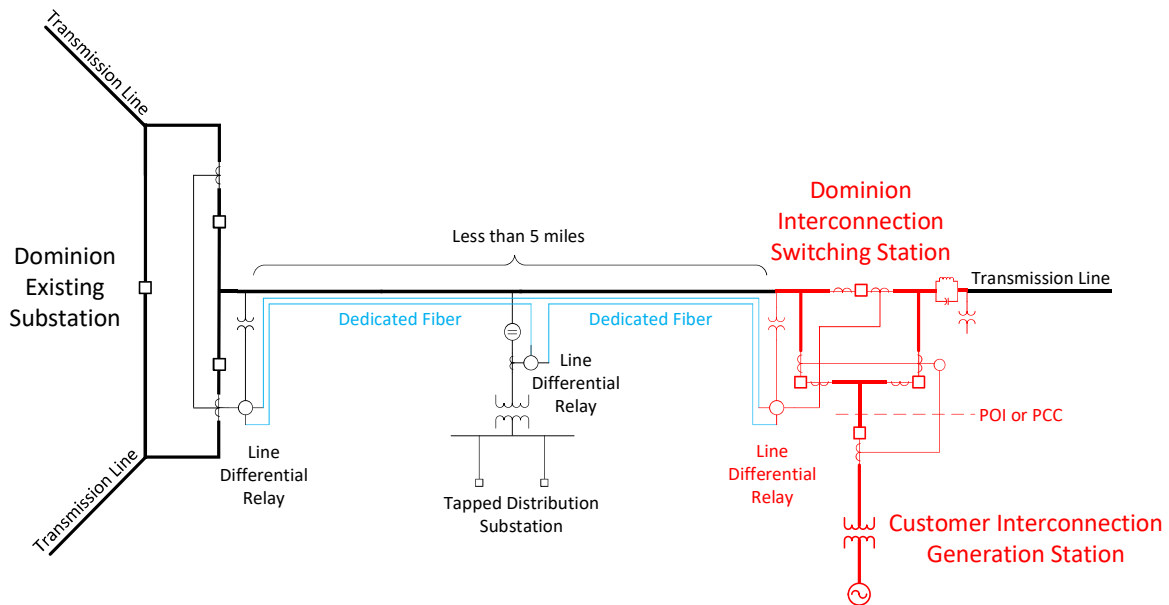 Transmission Line
Dominion
Existing
Substation
Transmission Line
Less than 5 miles
Dedicated Fiber
Dedicated Fiber
Line
Differential
Relay
Line
Differential
Relay
Tapped Distribution
Substation
Dominion
Interconnection
Switching Station
Transmission Line
POI or PCC
Line
Differential
Relay
Customer Interconnection
Generation Station